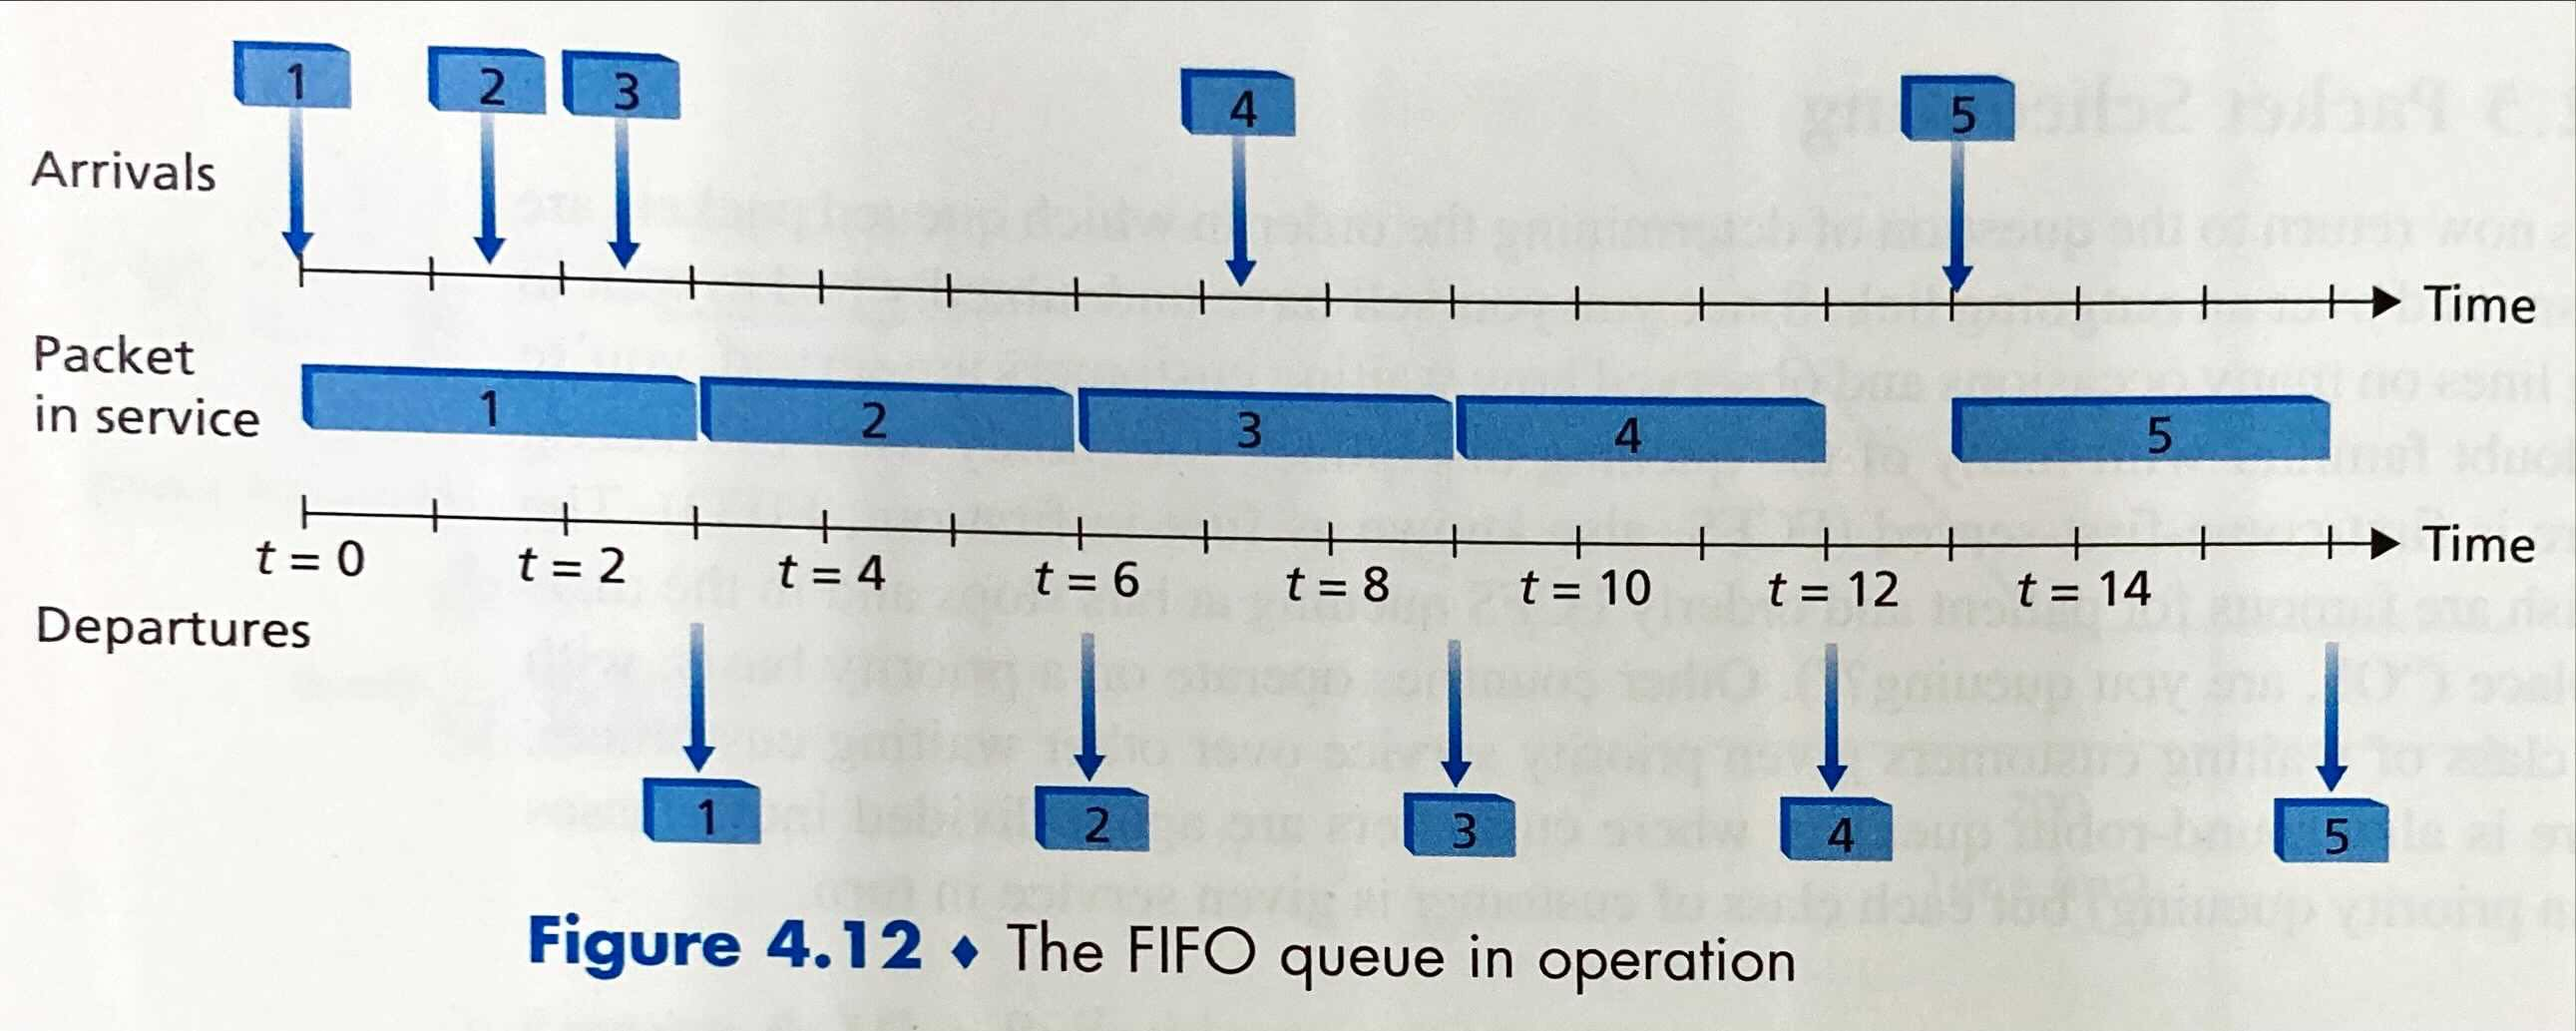 1 2 3 4 5
Arrivals
Time
Packet
in service
1 2 3 4 5
Time
t = 0 t = 2 t = 4 t = 6 t = 8 t = 10 t = 12 t = 14
Departures
1 2 3 4 5
Figure 4.12 ♦ The FIFO queue in operation